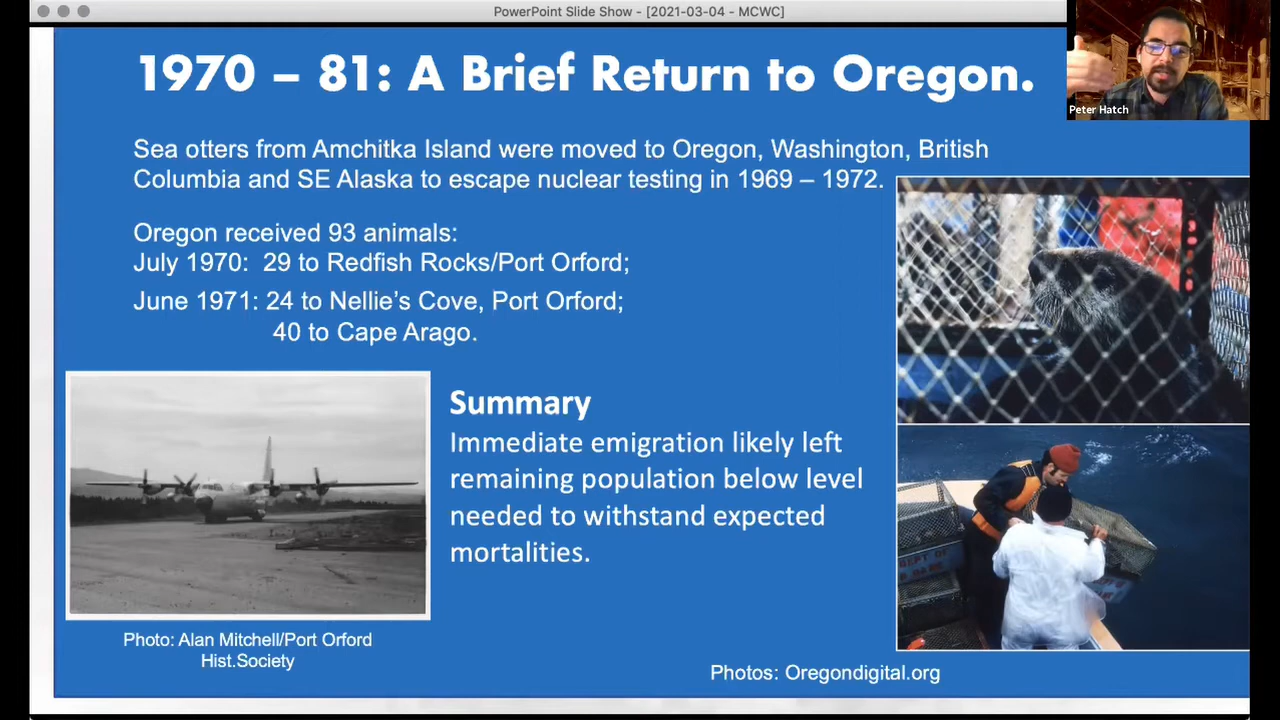 PowerPoint Slide Show - [2021-03-04 - MCWC]
1970 – 81: A Brief Return to Oregon.
Peter Hatch
Sea otters from Amchitka Island were moved to Oregon, Washington, British
Columbia and SE Alaska to escape nuclear testing in 1969 – 1972.
Oregon received 93 animals:
July 1970:  29 to Redfish Rocks/Port Orford;
June 1971: 24 to Nellie's Cove, Port Orford;
40 to Cape Arago.
Summary
Immediate emigration likely left
remaining population below level
needed to withstand expected
mortalities.
Photo: Alan Mitchell/Port Orford
Hist.Society
Photos: Oregondigital.org